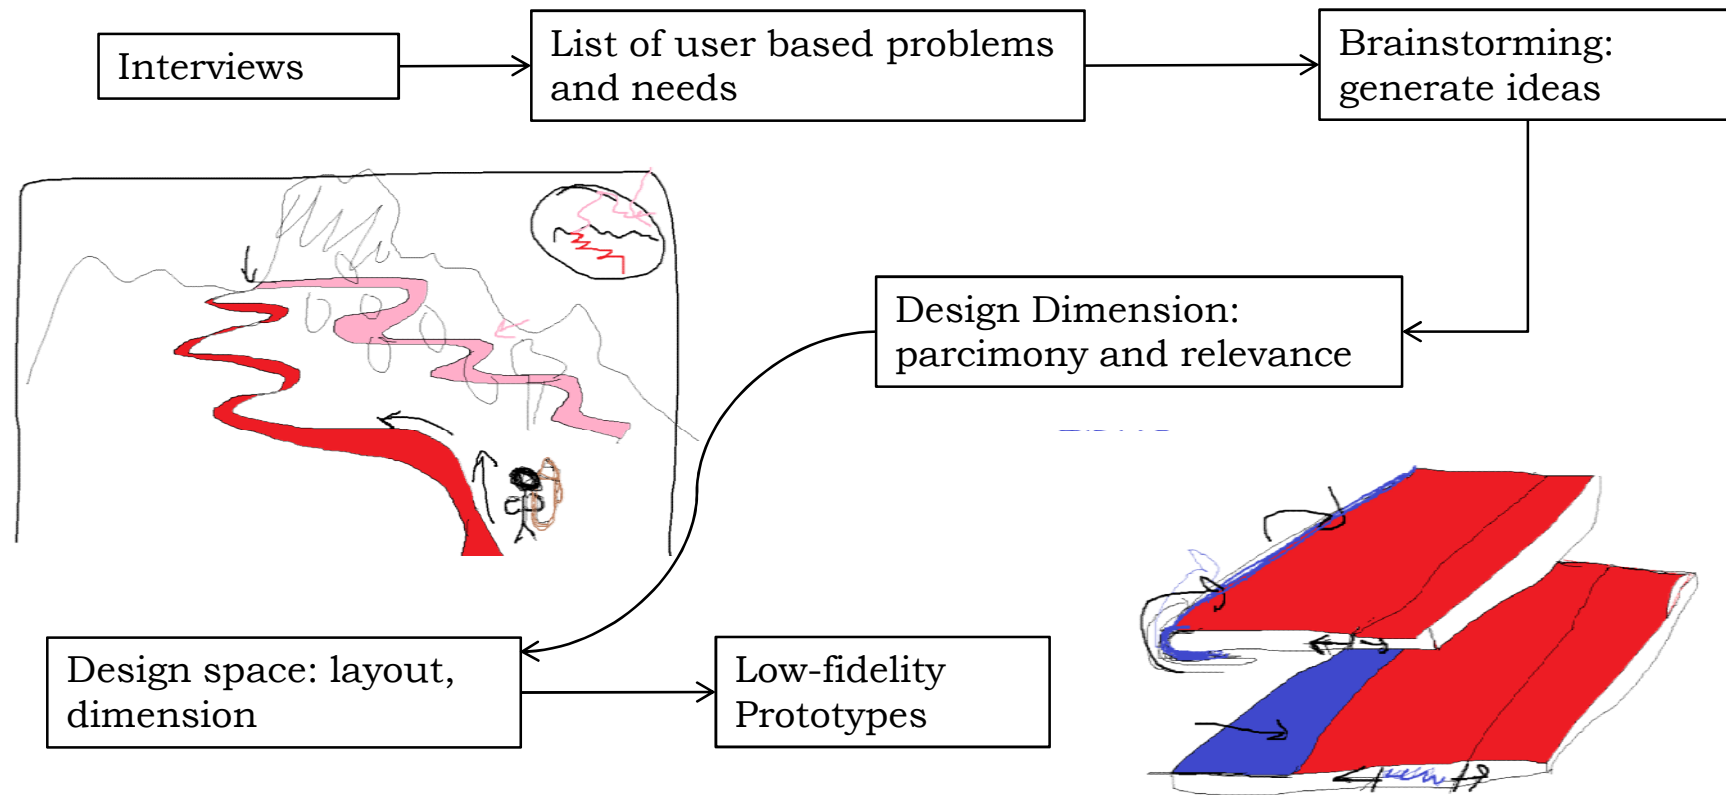 Interviews
List of user based problems
and needs
Brainstorming:
generate ideas
Design Dimension:
parcimony and relevance
Design space: layout,
dimension
Low-fidelity
Prototypes